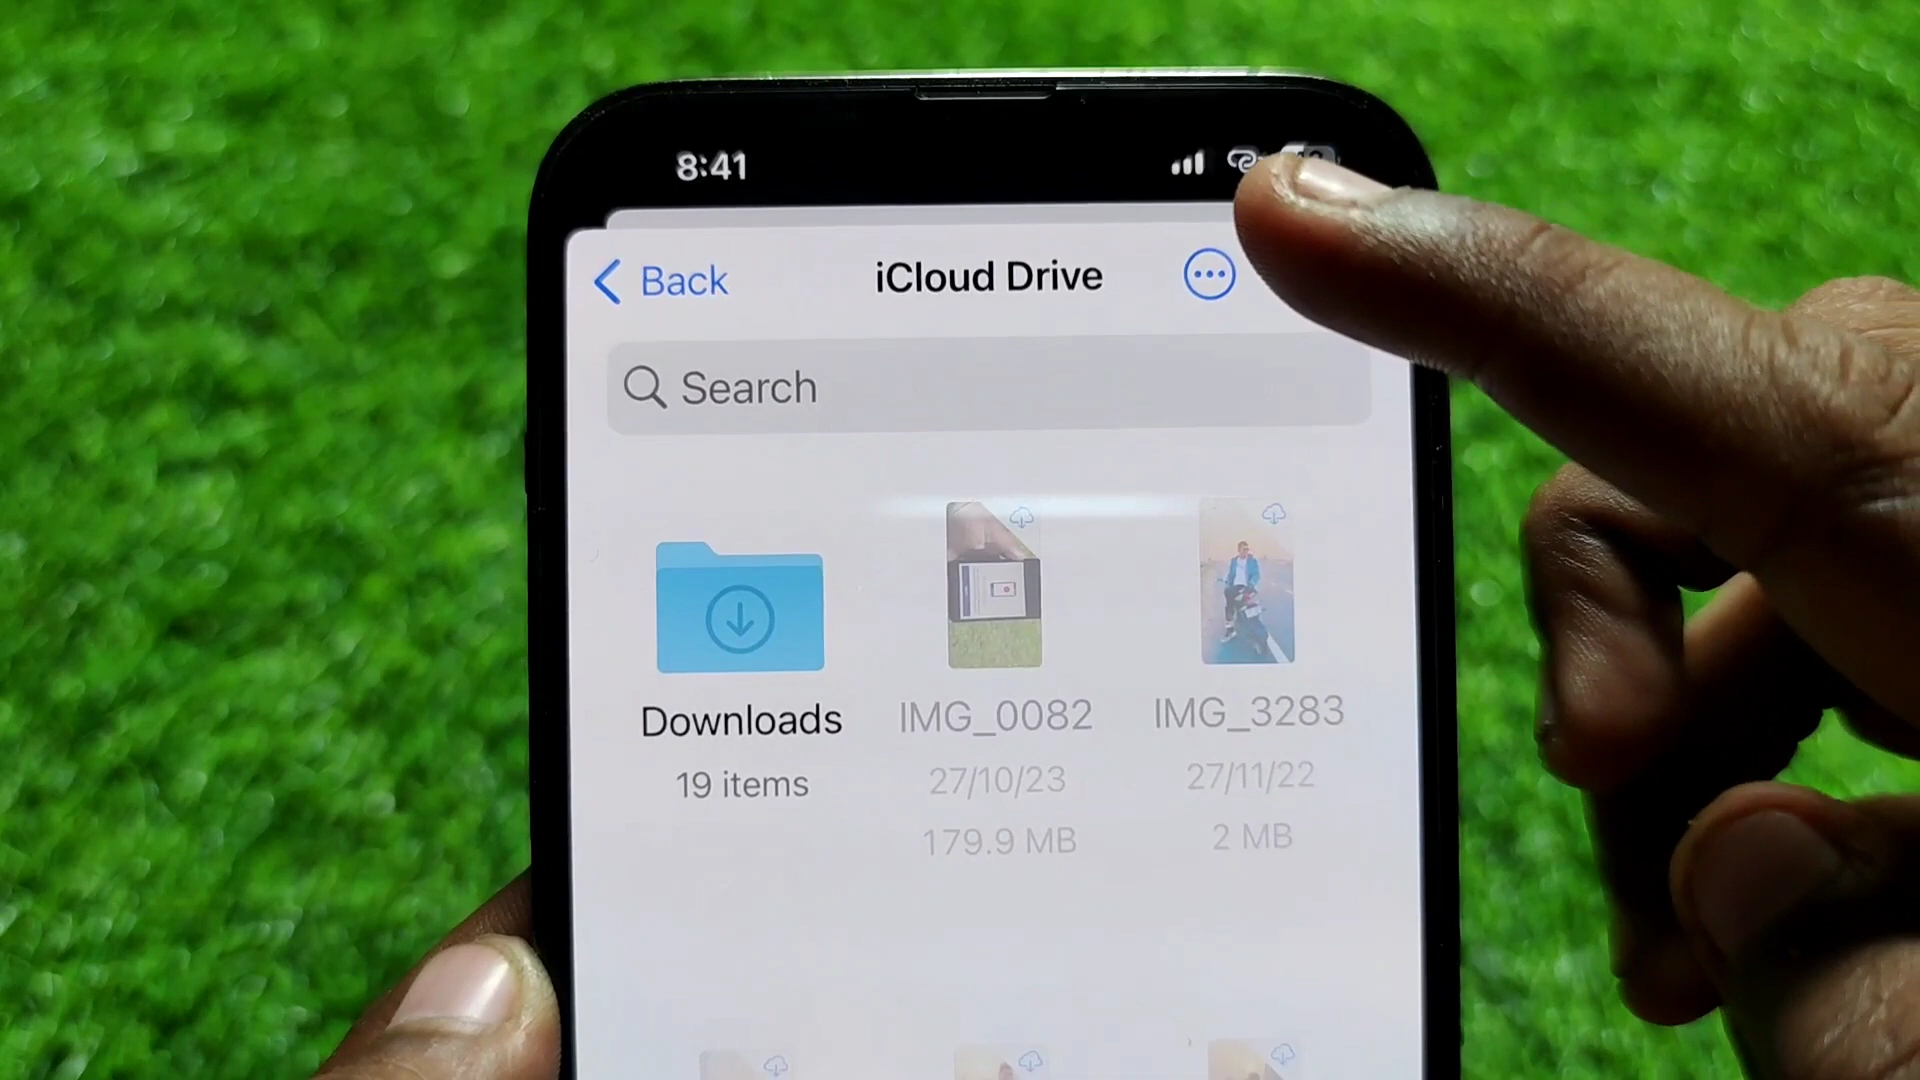 8:41
Back
iCloud Drive
Search
Downloads
19 items
IMG_0082
27/10/23
179.9 MB
IMG_3283
27/11/22
2 MB